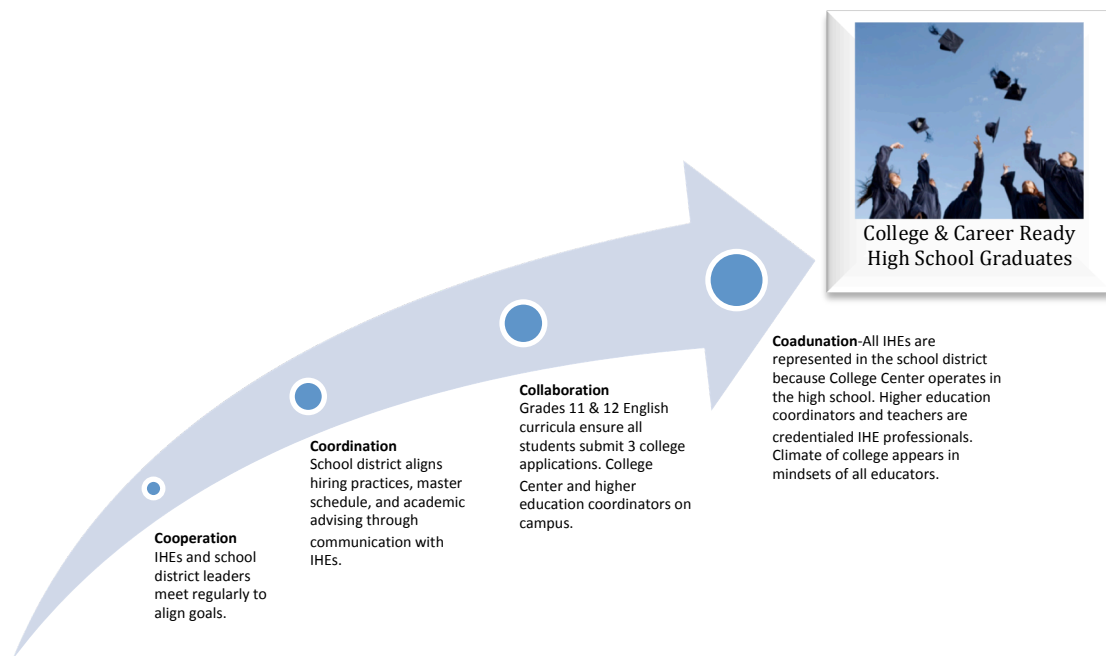 College & Career Ready
High School Graduates
Cooperation
IHEs and school
district leaders
meet regularly to
align goals.
Coordination
School district aligns
hiring practices, master
schedule, and academic
advising through
communication with
IHEs.
Collaboration
Grades 11 & 12 English
curricula ensure all
students submit 3 college
applications. College
Center and higher
education coordinators on
campus.
Coadunation-All IHEs are
represented in the school district
because College Center operates in
the high school. Higher education
coordinators and teachers are
credentialed IHE professionals.
Climate of college appears in
mindsets of all educators.